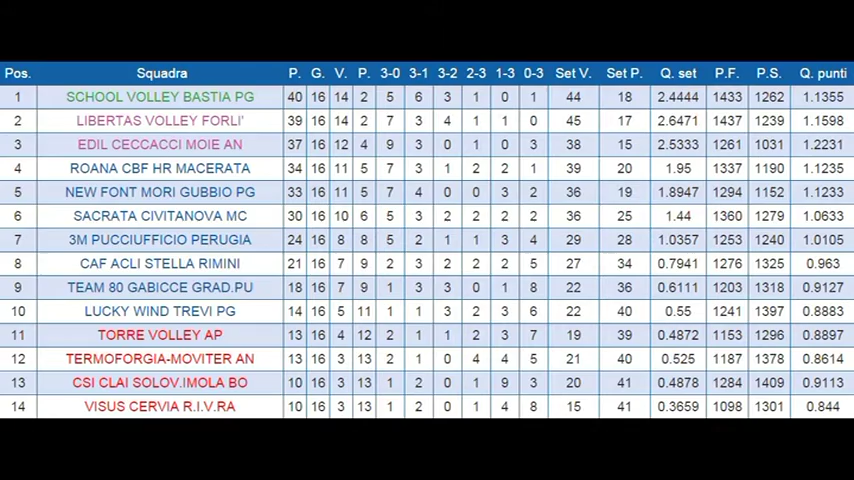 Pos. Squadra P. G. V. P. 3-0 3-1 3-2 2-3 1-3 0-3 Set V. Set P. Q. set P.F. P.S. Q. punti
1 SCHOOL VOLLEY BASTIA PG 40 16 14 2 5 6 3 1 0 1 44 18 2.4444 1433 1262 1.1355
2 LIBERTAS VOLLEY FORLI' 39 16 14 2 7 3 4 1 1 0 45 17 2.6471 1437 1239 1.1598
3 EDIL CECCACCI MOIE AN 37 16 12 4 9 3 0 1 3 0 38 15 2.5333 1261 1031 1.2231
4 ROANA CBF HR MACERATA 34 16 11 5 7 3 1 2 2 1 39 20 1.95 1337 1190 1.1235
5 NEW FONT MORI GUBBIO PG 33 16 11 5 7 4 0 0 3 2 36 19 1.8947 1294 1152 1.1233
6 SACRATA CIVITANOVA MC 30 16 10 6 5 3 2 2 2 2 36 25 1.44 1360 1279 1.0633
7 3M PUCCIUFFICIO PERUGIA 24 16 8 8 5 2 1 1 3 4 29 28 1.0357 1253 1240 1.0105
8 CAF ACLI STELLA RIMINI 21 16 7 9 2 3 2 2 2 5 27 34 0.7941 1276 1325 0.963
9 TEAM 80 GABICCE GRAD.PU 18 16 7 9 1 3 3 0 1 8 22 36 0.6111 1203 1318 0.9127
10 LUCKY WIND TREVI PG 14 16 5 11 1 1 3 2 3 6 22 40 0.55 1241 1397 0.8883
11 TORRE VOLLEY AP 13 16 4 12 2 1 1 2 3 7 19 39 0.4872 1153 1296 0.8897
12 TERMOFORGIA-MOVITER AN 13 16 3 13 2 1 0 4 4 5 21 40 0.525 1187 1378 0.8614
13 CSI CLAI SOLOV.IMOLA BO 10 16 3 13 1 2 0 1 9 3 20 41 0.4878 1284 1409 0.9113
14 VISUS CERVIA R.I.V.RA 10 16 3 13 1 2 0 1 4 8 15 41 0.3659 1098 1301 0.844